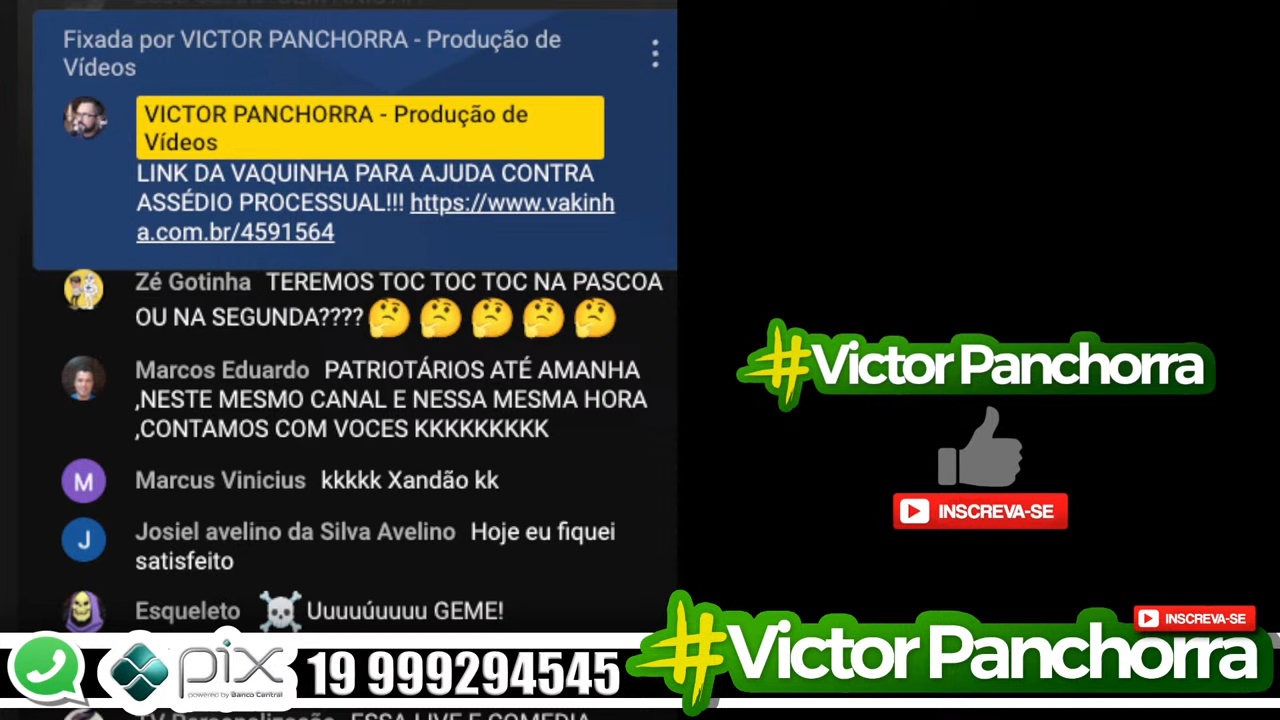 Fixada por VICTOR PANCHORRA - Produção de
Vídeos
VICTOR PANCHORRA - Produção de
Vídeos
LINK DA VAQUINHA PARA AJUDA CONTRA
ASSÉDIO PROCESSUAL!!! https://www.vakinh
a.com.br/4591564
Zé Gotinha TEREMOS TOC TOC TOC NA PASCOA
OU NA SEGUNDA????🤔🤔🤔🤔🤔
Marcos Eduardo PATRIOTÁRIOS ATÉ AMANHA
,NESTE MESMO CANAL E NESSA MESMA HORA
,CONTAMOS COM VOCES KKKKKKKKK
M
Marcus Vinicius kkkkk Xandão kk
J
Josiel avelino da Silva Avelino Hoje eu fiquei
satisfeito
Esqueleto ☠️Uuuuúuuuu GEME!
#Victor Panchorra
INSCREVA-SE
pix
powered by Banco Central
19 999294545
INSCREVA-SE
#Victor Panchorra